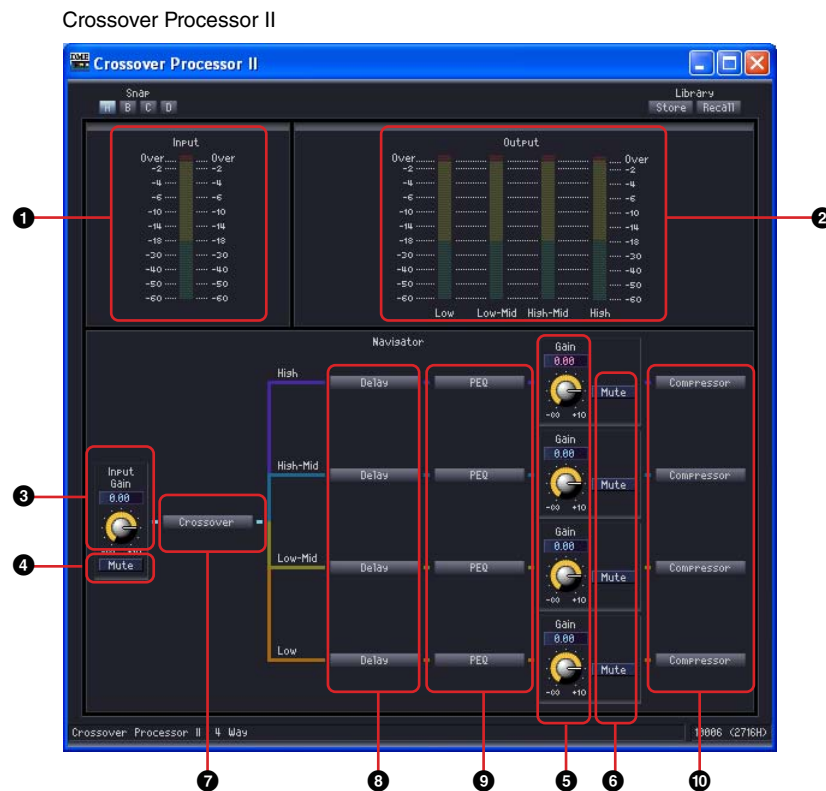 Crossover Processor II
DME
Crossover Processor II
Snap
A B C D
Library
Store Recall
Input
Over Over
-2 -2
-4 -4
-6 -6
-10 -10
-14 -14
-18 -18
-30 -30
-40 -40
-50 -50
-60 -60
Output
Over Over
-2 -2
-4 -4
-6 -6
-10 -10
-14 -14
-18 -18
-30 -30
-40 -40
-50 -50
-60 -60
Low Low-Mid High-Mid High
1
2
Navigator
High
Delay
PEQ
Gain
0.00
-∞ +10
Mute
Compressor
High-Mid
Delay
PEQ
Gain
0.00
-∞ +10
Mute
Compressor
3
Input
Gain
0.00
-∞ +10
4
Mute
Crossover
Low-Mid
Delay
PEQ
Gain
0.00
-∞ +10
Mute
Compressor
Low
Delay
PEQ
Gain
0.00
-∞ +10
Mute
Compressor
Crossover Processor II 4 Way
10006 (2716H)
7 8 9 5 6 10